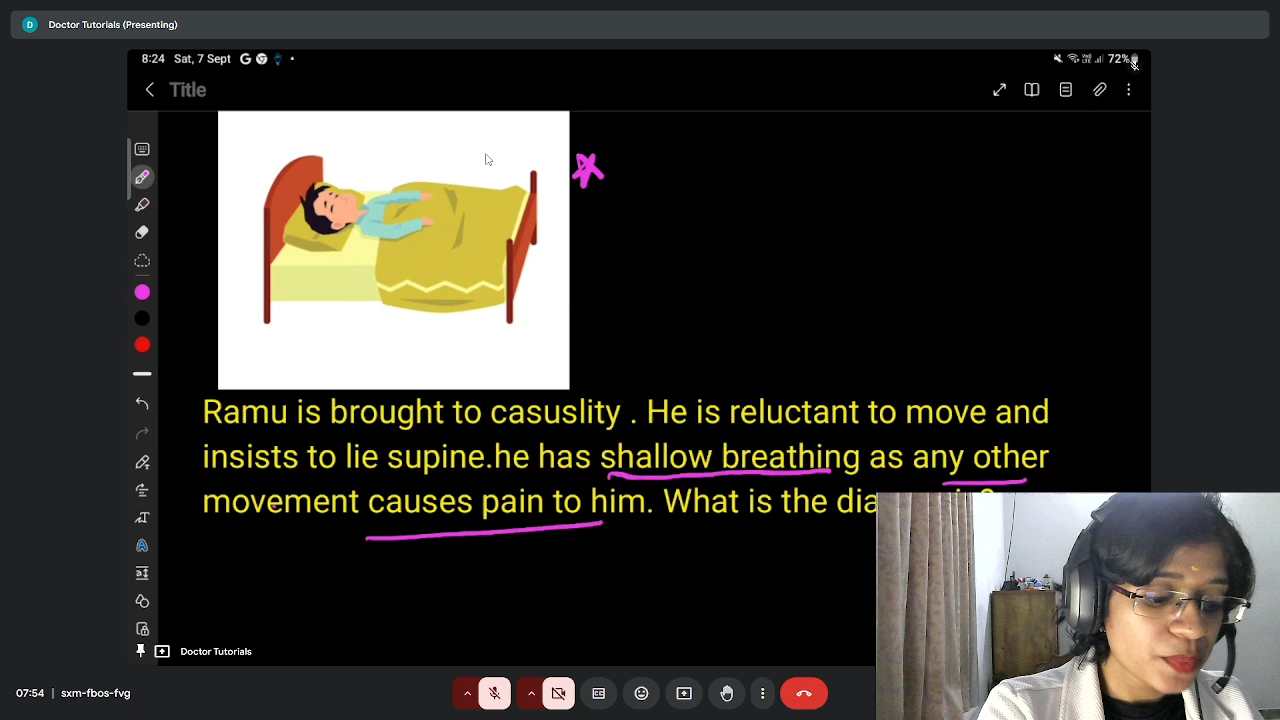 D Doctor Tutorials (Presenting)
8:24 Sat, 7 Sept G
72%
Title
Ramu is brought to casuslity . He is reluctant to move and
insists to lie supine.he has shallow breathing as any other
movement causes pain to him. What is the dia
Doctor Tutorials
07:54 | sxm-fbos-fvg